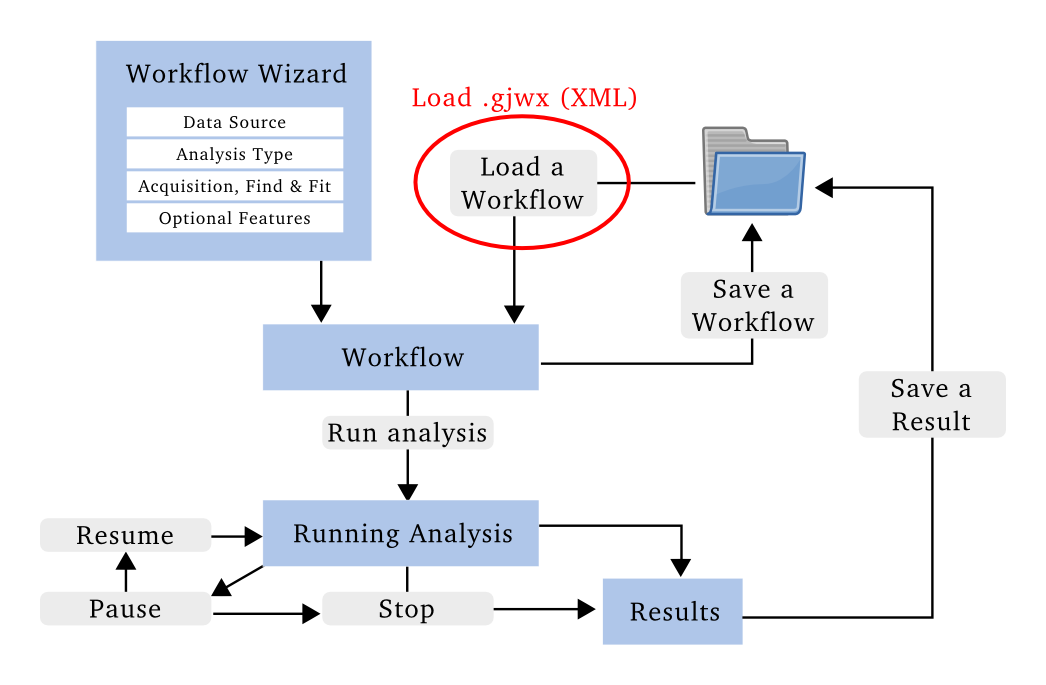 Workflow Wizard
Data Source
Analysis Type
Acquisition, Find & Fit
Optional Features
Load .gjwx (XML)
Load a
Workflow
Save a
Workflow
Workflow
Save a
Result
Run analysis
Running Analysis
Resume
Pause
Stop
Results